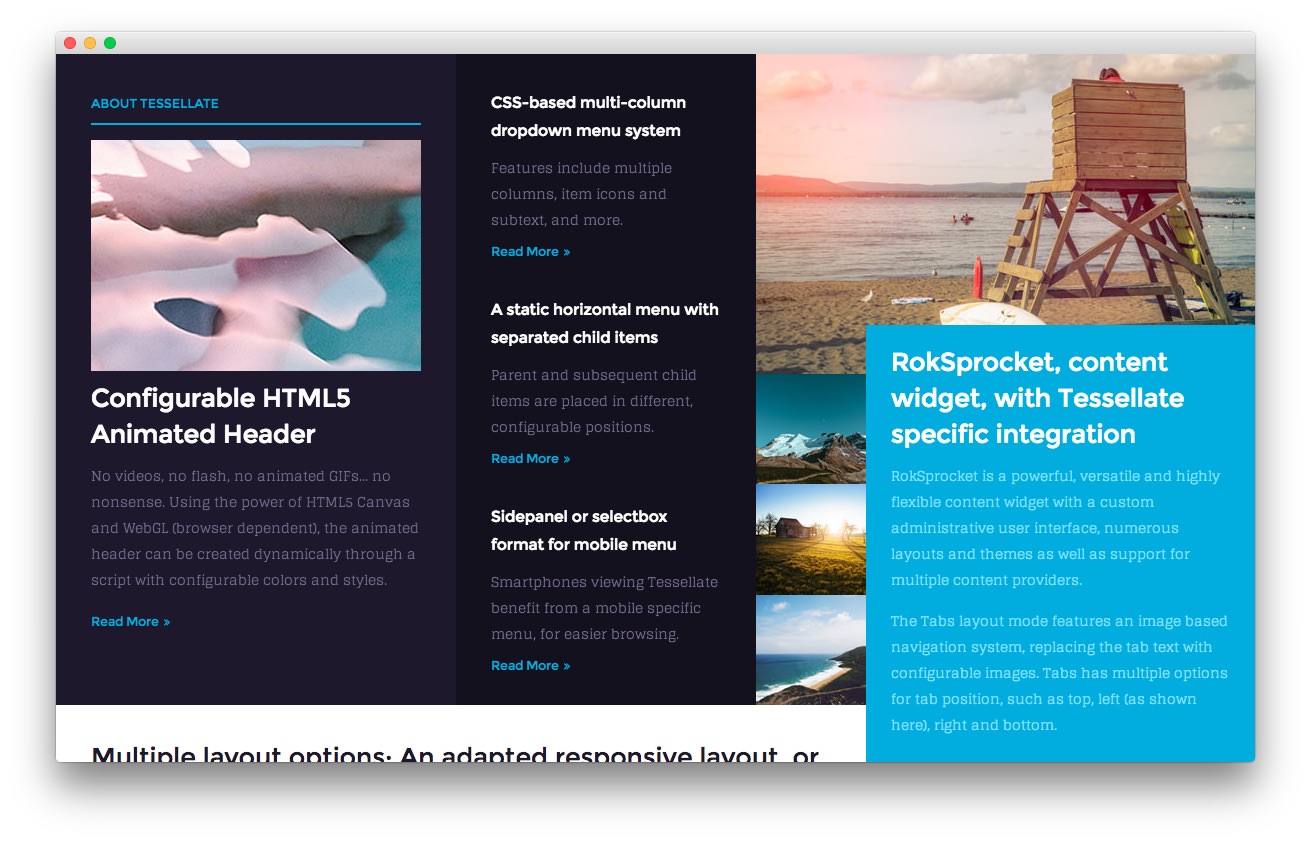 ABOUT TESSELLATE
Configurable HTML5
Animated Header
No videos, no flash, no animated GIFs... no
nonsense. Using the power of HTML5 Canvas
and WebGL (browser dependent), the animated
header can be created dynamically through a
script with configurable colors and styles.
Read More »
CSS-based multi-column
dropdown menu system
Features include multiple
columns, item icons and
subtext, and more.
Read More »
A static horizontal menu with
separated child items
Parent and subsequent child
items are placed in different,
configurable positions.
Read More »
Sidepanel or selectbox
format for mobile menu
Smartphones viewing Tessellate
benefit from a mobile specific
menu, for easier browsing.
Read More »
RokSprocket, content
widget, with Tessellate
specific integration
RokSprocket is a powerful, versatile and highly
flexible content widget with a custom
administrative user interface, numerous
layouts and themes as well as support for
multiple content providers.
The Tabs layout mode features an image based
navigation system, replacing the tab text with
configurable images. Tabs has multiple options
for tab position, such as top, left (as shown
here), right and bottom.
Multiple layout options: An adapted responsive layout, or